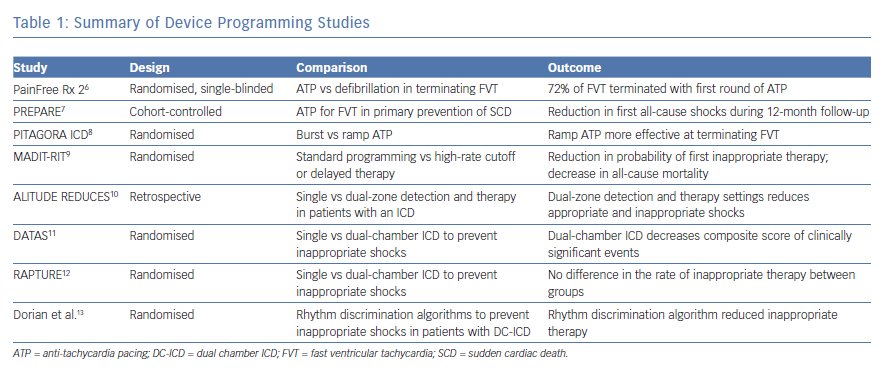 Table 1: Summary of Device Programming Studies
Study Design Comparison Outcome
PainFree Rx 2⁶ Randomised, single-blinded ATP vs defibrillation in terminating FVT 72% of FVT terminated with first round of ATP
PREPARE⁷ Cohort-controlled ATP for FVT in primary prevention of SCD Reduction in first all-cause shocks during 12-month follow-up
PITAGORA ICD⁸ Randomised Burst vs ramp ATP Ramp ATP more effective at terminating FVT
MADIT-RIT⁹ Randomised Standard programming vs high-rate cutoff Reduction in probability of first inappropriate therapy;
or delayed therapy decrease in all-cause mortality
ALITUDE REDUCES¹⁰ Retrospective Single vs dual-zone detection and therapy Dual-zone detection and therapy settings reduces
in patients with an ICD appropriate and inappropriate shocks
DATAS¹¹ Randomised Single vs dual-chamber ICD to prevent Dual-chamber ICD decreases composite score of clinically
inappropriate shocks significant events
RAPTURE¹² Randomised Single vs dual-chamber ICD to prevent No difference in the rate of inappropriate therapy between
inappropriate shocks groups
Dorian et al.¹³ Randomised Rhythm discrimination algorithms to prevent Rhythm discrimination algorithm reduced inappropriate
inappropriate shocks in patients with DC-ICD therapy
ATP = anti-tachycardia pacing; DC-ICD = dual chamber ICD; FVT = fast ventricular tachycardia; SCD = sudden cardiac death.